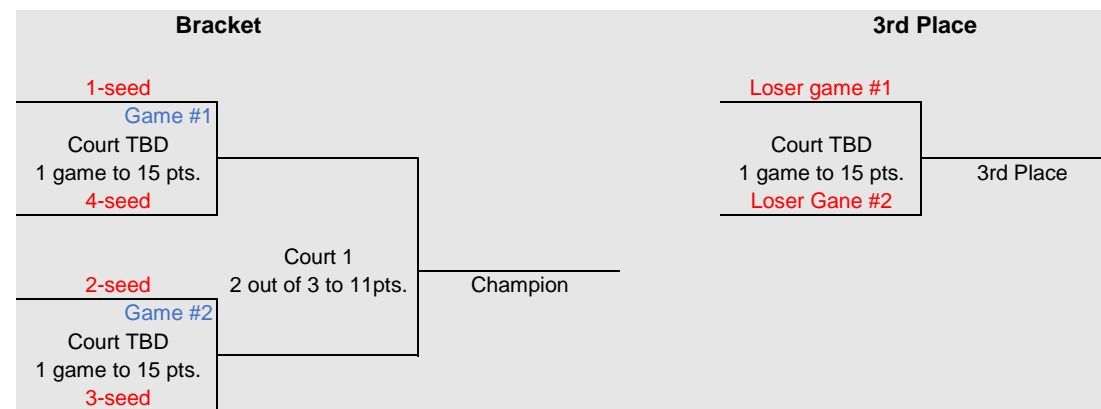 Bracket
3rd Place
1-seed
Game #1
Court TBD
1 game to 15 pts.
4-seed
Court 1
2 out of 3 to 11pts.
Champion
2-seed
Game #2
Court TBD
1 game to 15 pts.
3-seed
Loser game #1
Court TBD
1 game to 15 pts.
Loser Gane #2
3rd Place